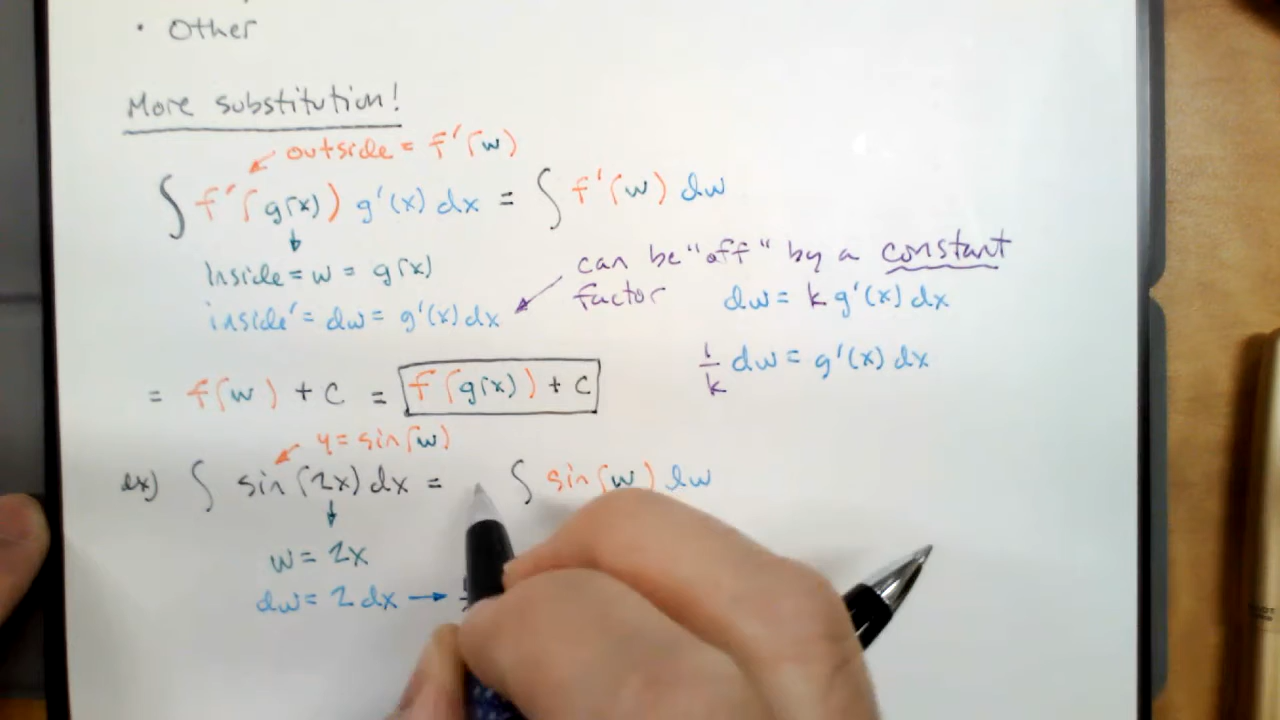 • Other
More substitution!
outside = f'(w)
∫ f'(g(x)) g'(x) dx = ∫ f'(w) dw
inside = w = g(x)
inside' = dw = g'(x) dx
can be "off" by a constant
factor
dw = k g'(x) dx
1/k dw = g'(x) dx
= f(w) + C = f(g(x)) + C
y = sin(w)
ex) ∫ sin(2x) dx = ∫ sin(w) dw
w = 2x
dw = 2 dx →